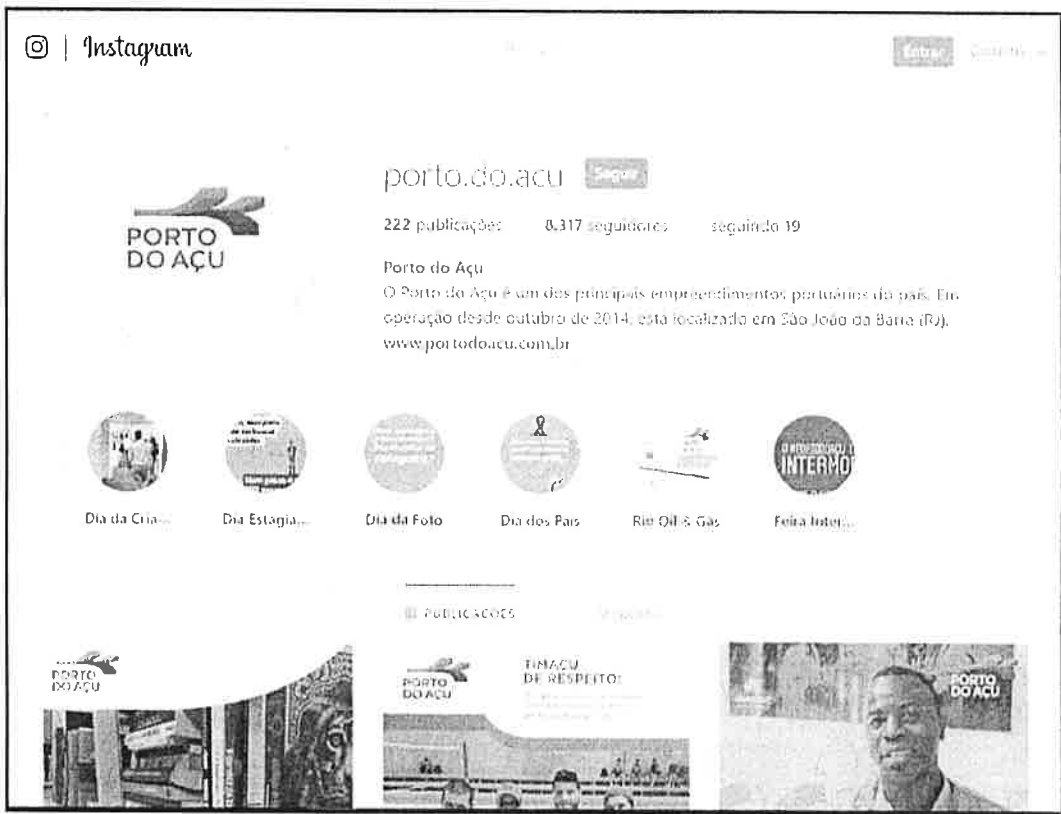 Instagram
Entrar
porto.do.acu Seguir
222 publicações 8.317 seguidores seguindo 19
PORTO
DO AÇU
Porto do Açu
O Porto do Açu é um dos principais empreendimentos portuários do país. Em
operação desde outubro de 2014, está localizado em São João da Barra (RJ).
www.portodoacu.com.br
INTERMO
Dia da Cria...
Dia Estagia...
Dia da Foto
Dia dos Pais
Rio Oil & Gas
Feira Inter...
PUBLICAÇÕES
PORTO
DO AÇU
PORTO
DO AÇU
TIMAÇU
DE RESPEITO!
PORTO
DO AÇU